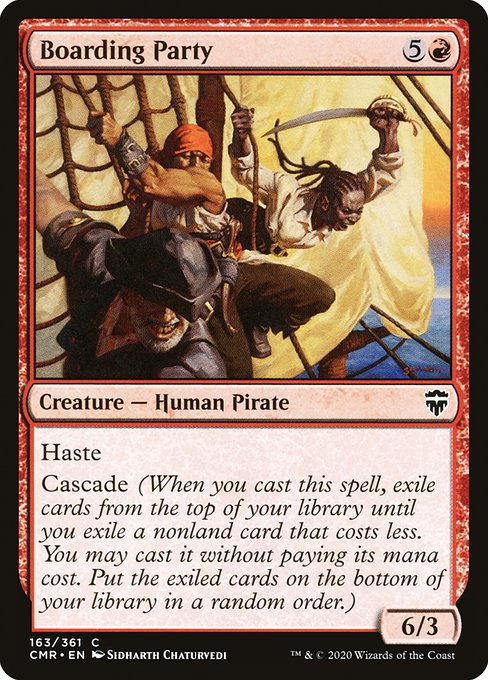 Boarding Party 5
Creature — Human Pirate
Haste
Cascade (When you cast this spell, exile
cards from the top of your library until
you exile a nonland card that costs less.
You may cast it without paying its mana
cost. Put the exiled cards on the bottom of
your library in a random order.)
6/3
163/361 C
CMR • EN Sidharth Chaturvedi ™ & © 2020 Wizards of the Coast